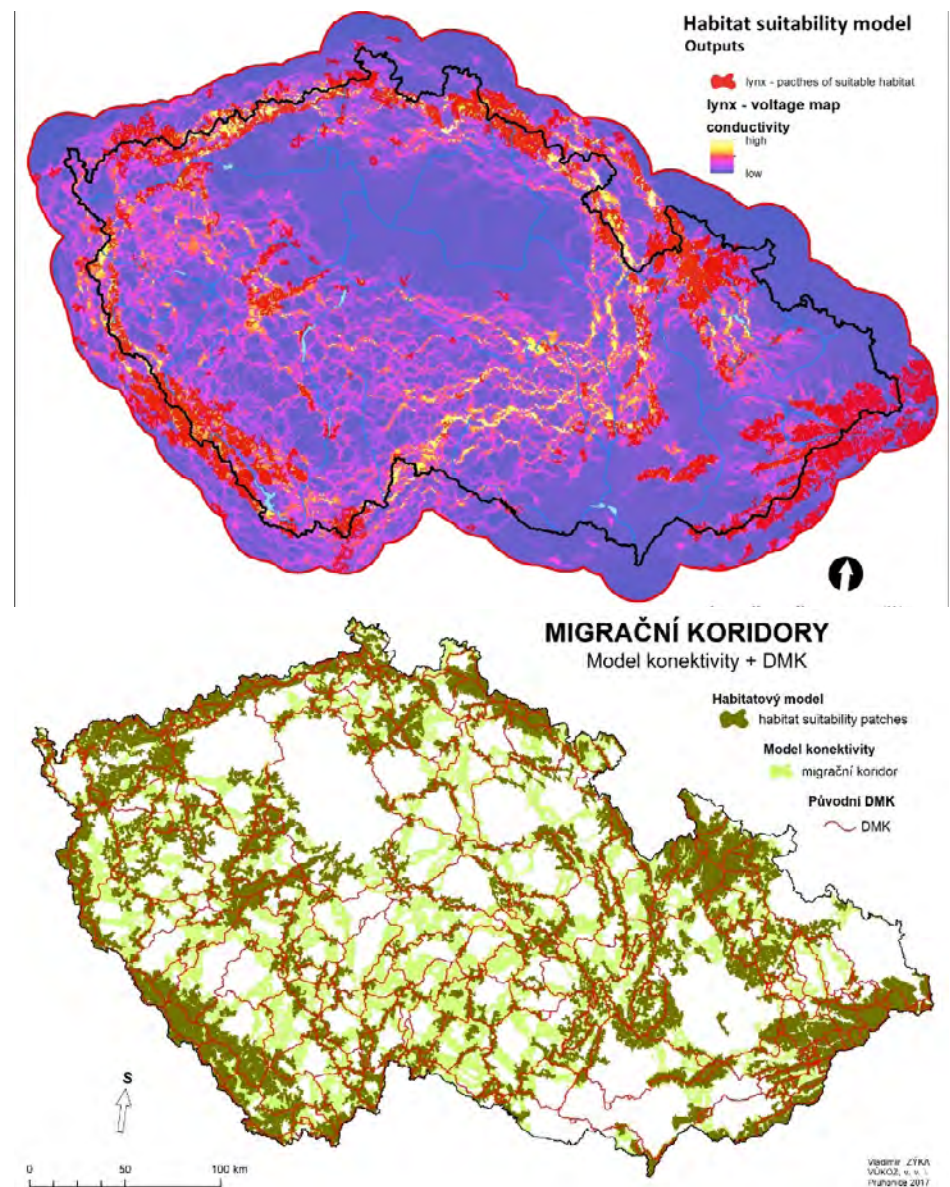 Habitat suitability model
Outputs
lynx - pacthes of suitable habitat
lynx - voltage map
conductivity
high
low
MIGRAČNÍ KORIDORY
Model konektivity + DMK
Habitatový model
habitat suitability patches
Model konektivity
migrační koridor
Původní DMK
DMK
S
0 50 100 km
Vladimír ZÝKA
VÚKOZ, v. v. i.
Průhonice 2017